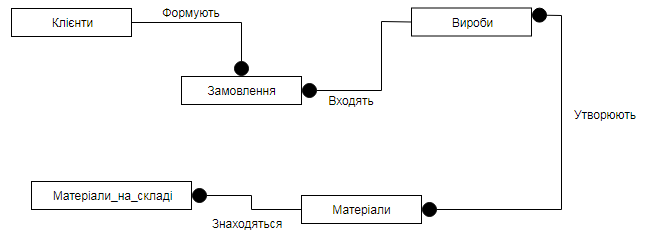 Клієнти
Формують
Вироби
Замовлення
Входять
Утворюють
Матеріали_на_складі
Знаходяться
Матеріали